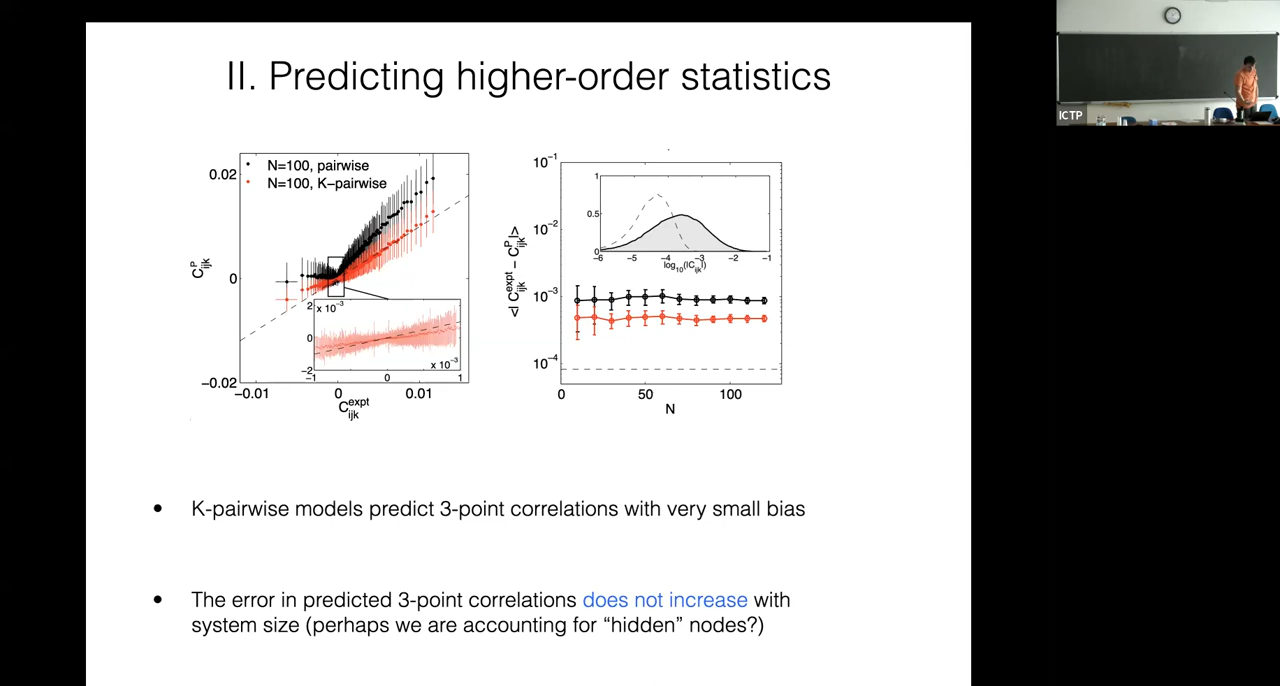 II. Predicting higher-order statistics
N=100, pairwise
N=100, K-pairwise
0.02
0
-0.02
C^P_ijk
-0.01
0
0.01
C^expt_ijk
x 10^-3
2
0
-2
-1
0
1
x 10^-3
10^-1
10^-2
10^-3
10^-4
<| C^expt_ijk - C^P_ijk |>
0
50
100
N
1
0.5
0
-6
-5
-4
-3
-2
-1
log10(|C_ijk|)
• K-pairwise models predict 3-point correlations with very small bias
• The error in predicted 3-point correlations does not increase with
system size (perhaps we are accounting for “hidden” nodes?)
ICTP